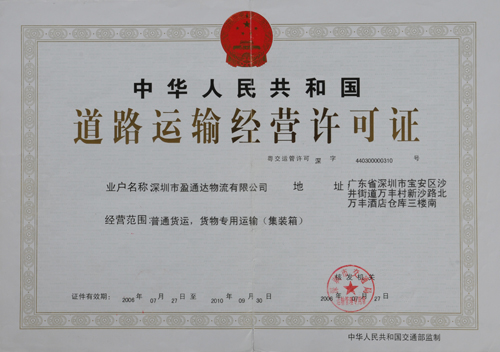 中华人民共和国
道路运输经营许可证
粤交运管许可 深 字 440300000310 号
业户名称:深圳市盈通达物流有限公司
地 址 广东省深圳市宝安区沙
井街道万丰村新沙路北
万丰酒店仓库三楼南
经营范围:普通货运，货物专用运输（集装箱）
核发机关
证件有效期: 2006 年 07 月 27 日至 2010 年 09 月 30 日
2006 年 07 月 27 日
中华人民共和国交通部监制